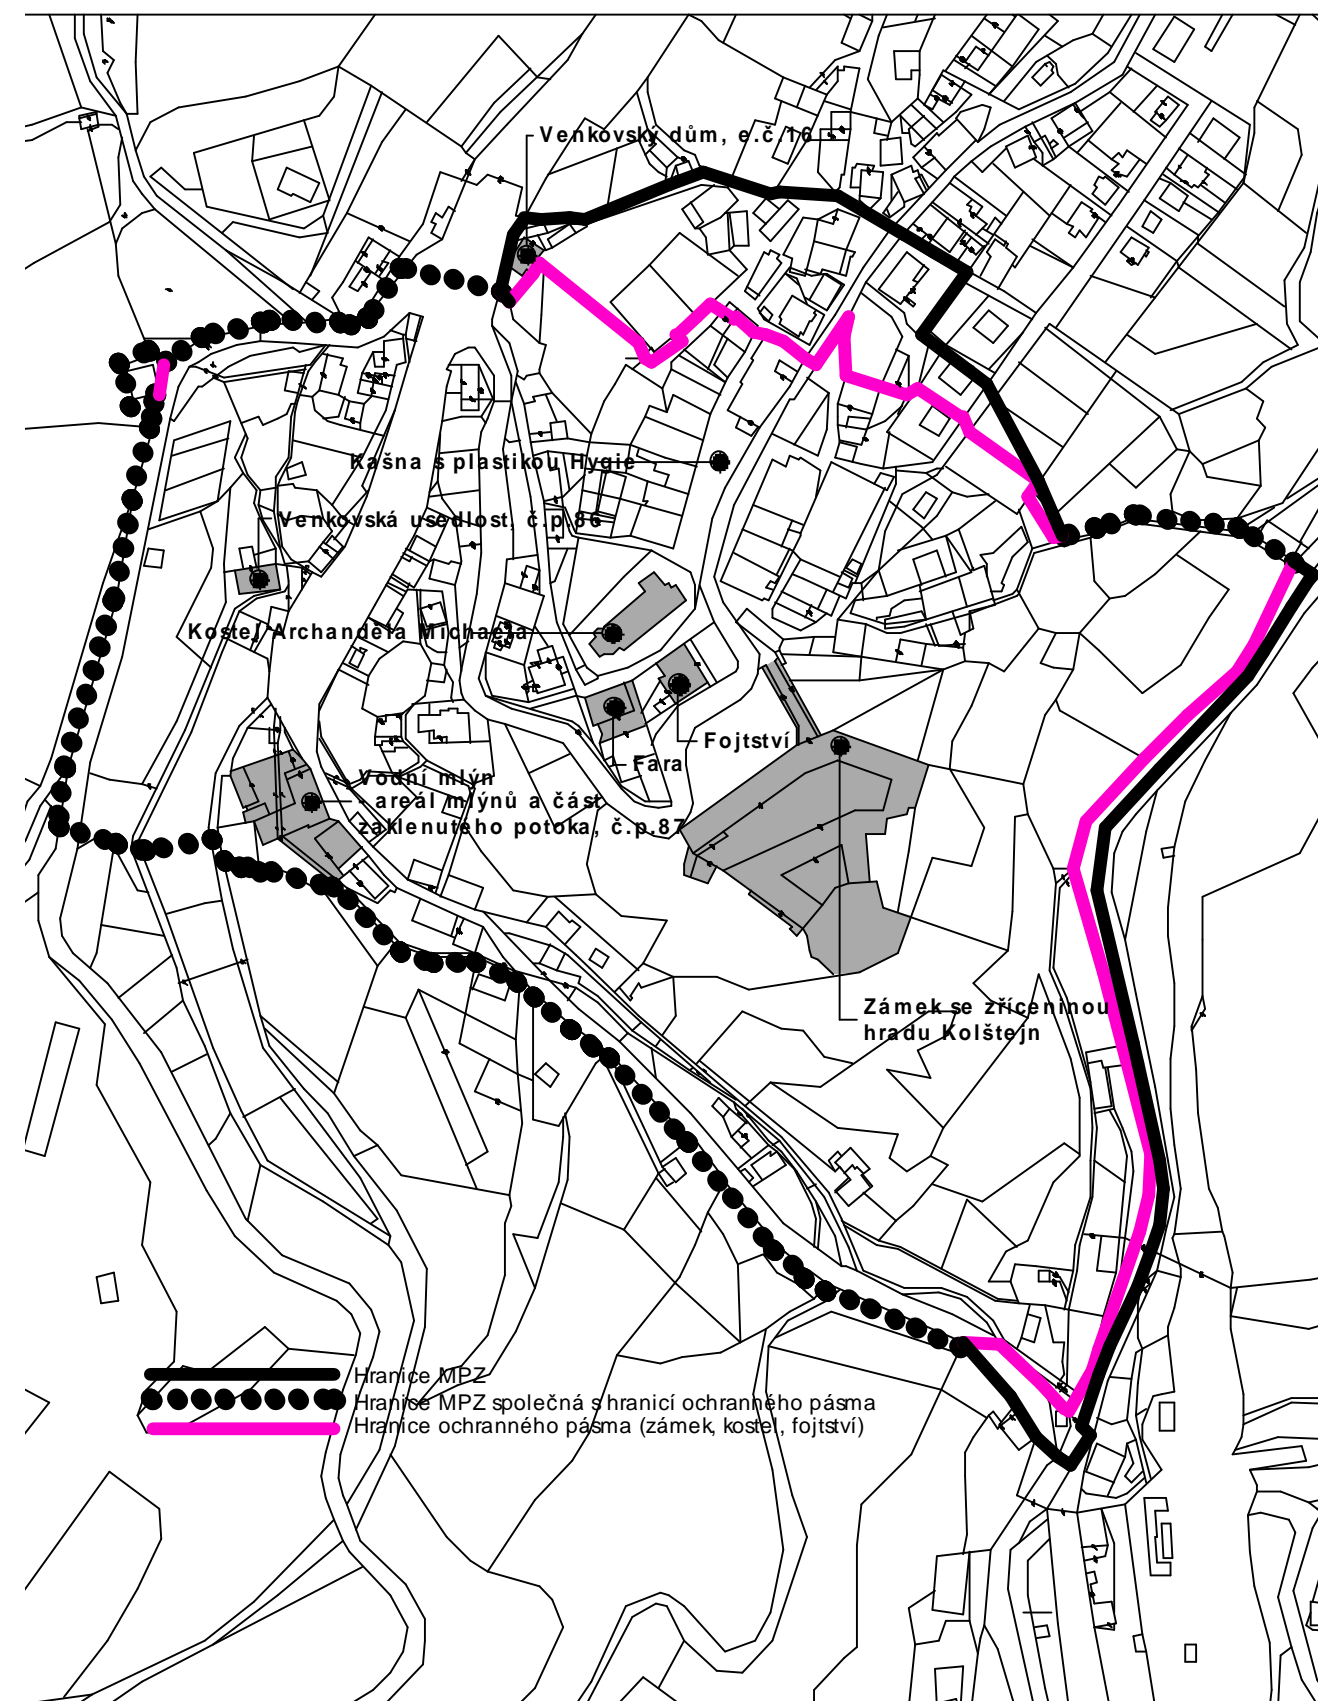 Venkovský dům, e.č.16
Kašna s plastikou Hygie
Venkovská usedlost, č.p.86
Kostel Archanděla Michaela
Fojtství
Fara
Vodní mlýn
- areál mlýnů a část
zaklenutého potoka, č.p.87
Zámek se zříceninou
hradu Kolštejn
Hranice MPZ
Hranice MPZ společná s hranicí ochranného pásma
Hranice ochranného pásma (zámek, kostel, fojtství)